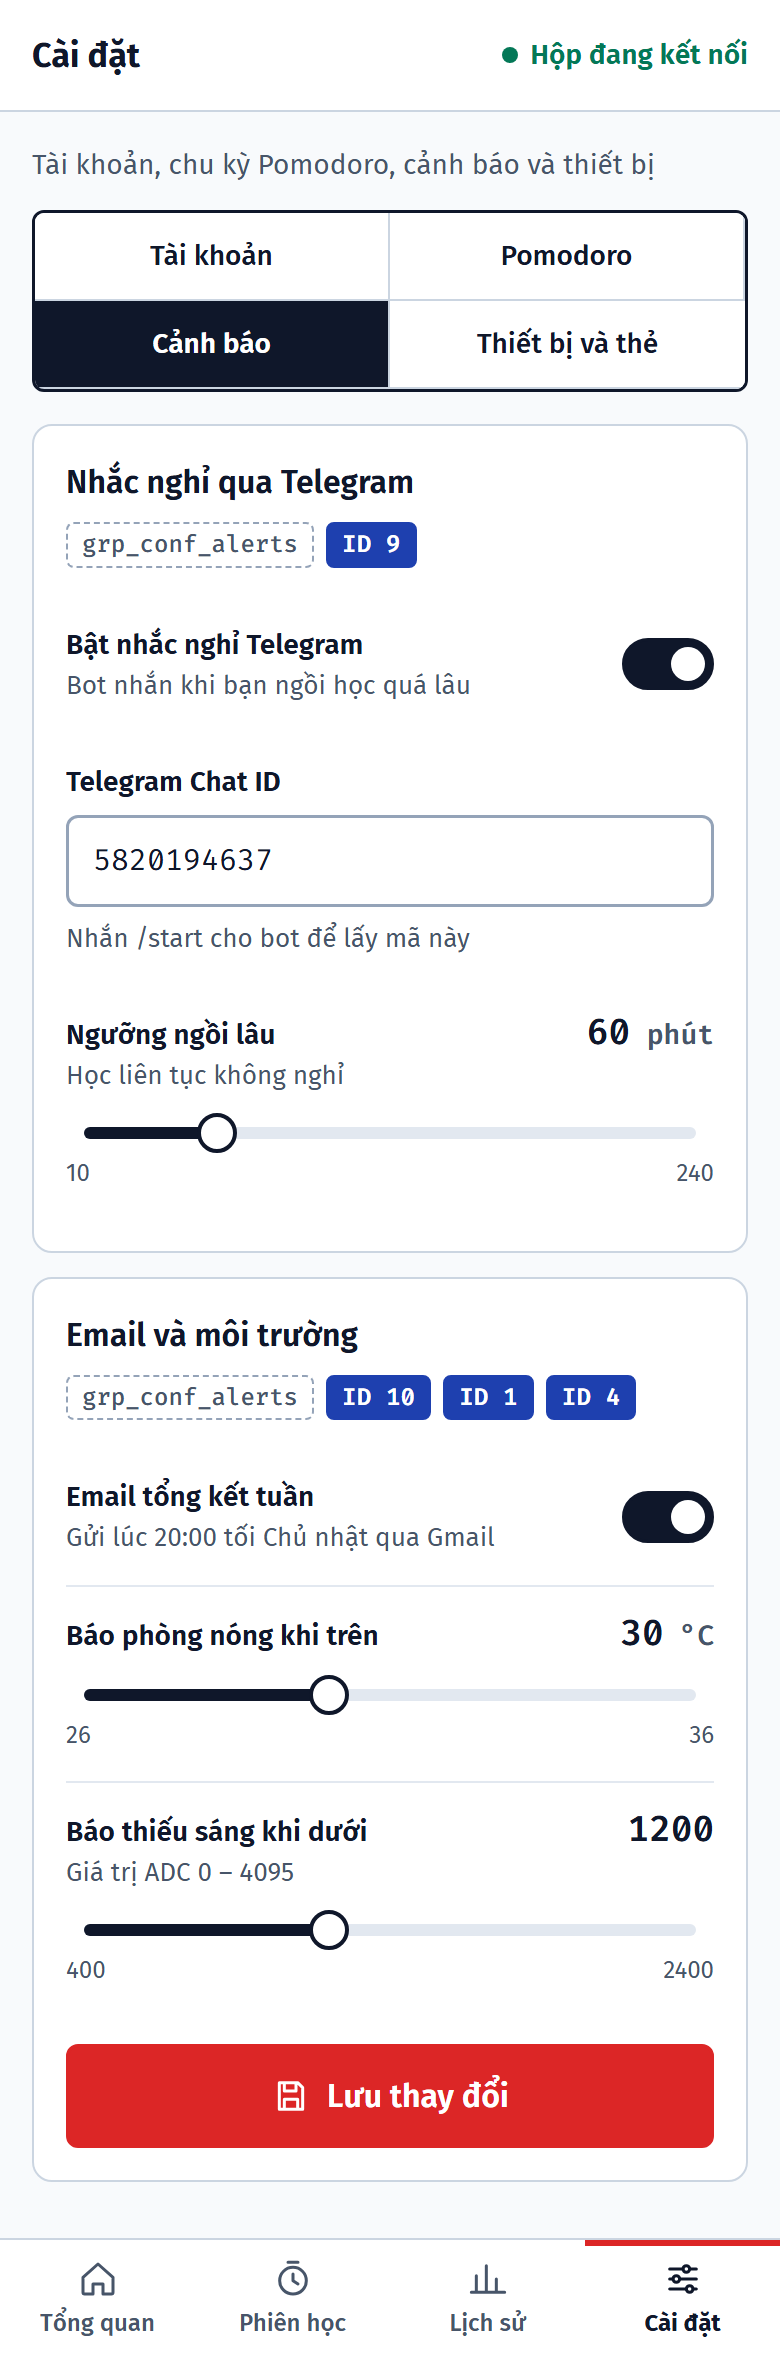 Cài đặt
Hộp đang kết nối
Tài khoản, chu kỳ Pomodoro, cảnh báo và thiết bị
Tài khoản
Pomodoro
Cảnh báo
Thiết bị và thẻ
Nhắc nghỉ qua Telegram
grp_conf_alerts
ID 9
Bật nhắc nghỉ Telegram
Bot nhắn khi bạn ngồi học quá lâu
Telegram Chat ID
5820194637
Nhắn /start cho bot để lấy mã này
Ngưỡng ngồi lâu
60 phút
Học liên tục không nghỉ
10
240
Email và môi trường
grp_conf_alerts
ID 10
ID 1
ID 4
Email tổng kết tuần
Gửi lúc 20:00 tối Chủ nhật qua Gmail
Báo phòng nóng khi trên
30 °C
26
36
Báo thiếu sáng khi dưới
1200
Giá trị ADC 0 – 4095
400
2400
Lưu thay đổi
Tổng quan
Phiên học
Lịch sử
Cài đặt